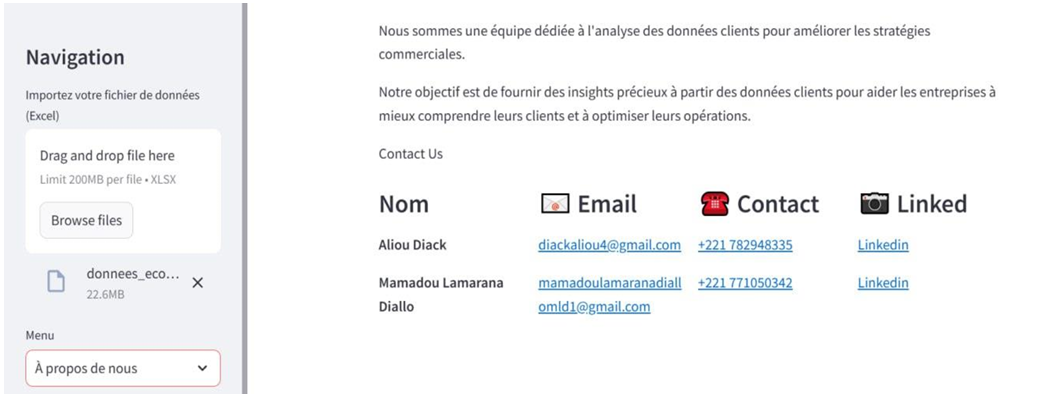 Navigation
Importez votre fichier de données
(Excel)
Drag and drop file here
Limit 200MB per file • XLSX
Browse files
donnees_eco...
22.6MB
Menu
À propos de nous
Nous sommes une équipe dédiée à l'analyse des données clients pour améliorer les stratégies
commerciales.
Notre objectif est de fournir des insights précieux à partir des données clients pour aider les entreprises à
mieux comprendre leurs clients et à optimiser leurs opérations.
Contact Us
Nom Email Contact Linked
Aliou Diack diackaliou4@gmail.com +221 782948335 Linkedin
Mamadou Lamarana mamadoulamaranadiall +221 771050342 Linkedin
Diallo omld1@gmail.com